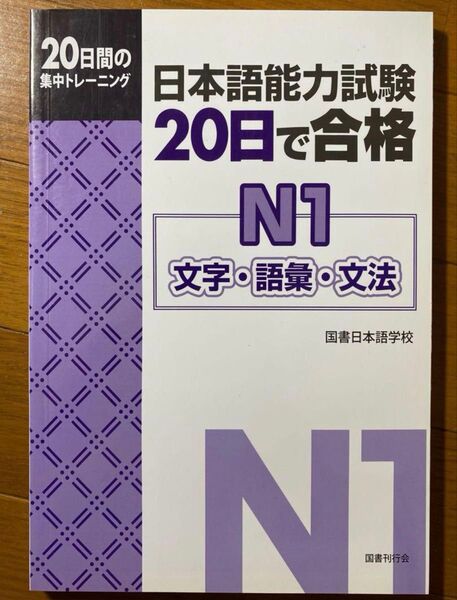 20日間の
集中トレーニング
日本語能力試験
20日で合格
N1
文字・語彙・文法
国書日本語学校
N1
国書刊行会